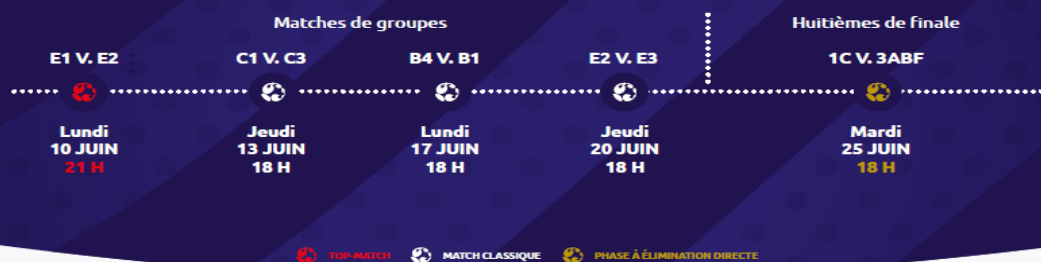 Matches de groupes
Huitièmes de finale
E1 V. E2
C1 V. C3
B4 V. B1
E2 V. E3
1C V. 3ABF
Lundi
10 JUIN
21 H
Jeudi
13 JUIN
18 H
Lundi
17 JUIN
18 H
Jeudi
20 JUIN
18 H
Mardi
25 JUIN
18 H
TOP-MATCH
MATCH CLASSIQUE
PHASE À ÉLIMINATION DIRECTE